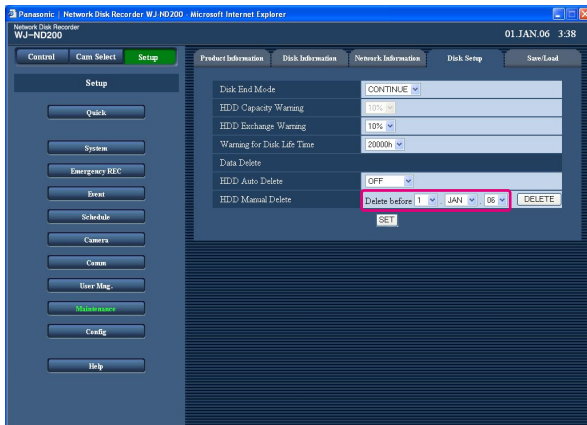 Panasonic | Network Disk Recorder WJ-ND200 - Microsoft Internet Explorer
Network Disk Recorder
WJ-ND200
01.JAN.06 3:38
Control Cam Select Setup
Product Information Disk Information Network Information Disk Setup Save/Load
Setup
Quick
System
Emergency REC
Event
Schedule
Camera
Comm
User Mng.
Maintenance
Config
Help
Disk End Mode CONTINUE
HDD Capacity Warning 10%
HDD Exchange Warning 10%
Warning for Disk Life Time 20000h
Data Delete
HDD Auto Delete OFF
HDD Manual Delete Delete before 1 . JAN . 06 DELETE
SET